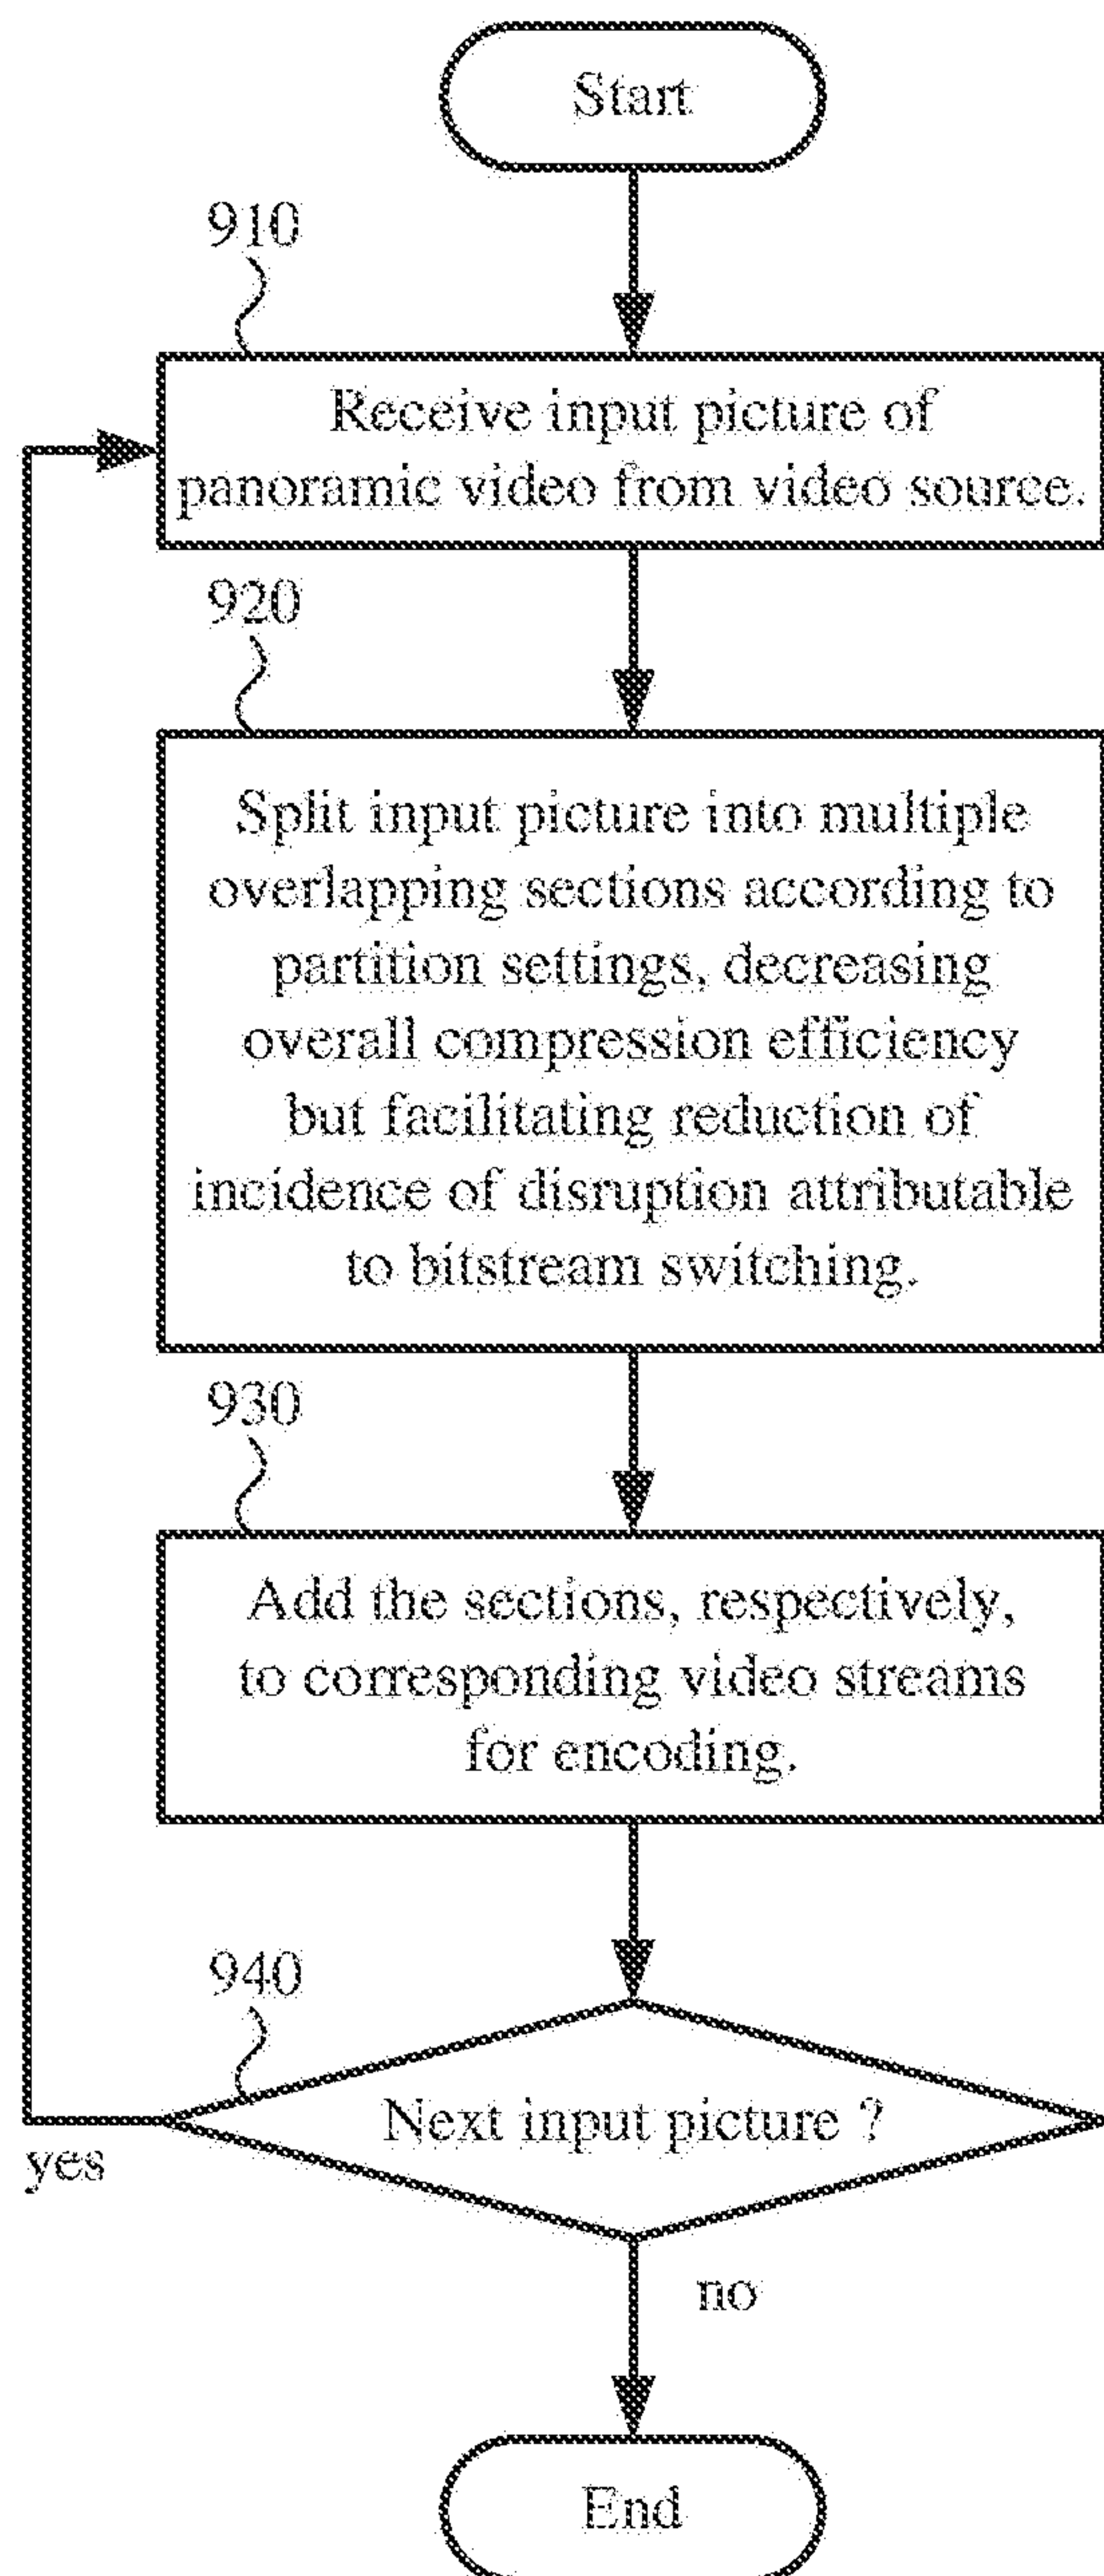 Start
910
Receive input picture of
panoramic video from video source.
920
Split input picture into multiple
overlapping sections according to
partition settings, decreasing
overall compression efficiency
but facilitating reduction of
incidence of disruption attributable
to bitstream switching.
930
Add the sections, respectively,
to corresponding video streams
for encoding.
940
Next input picture ?
yes
no
End